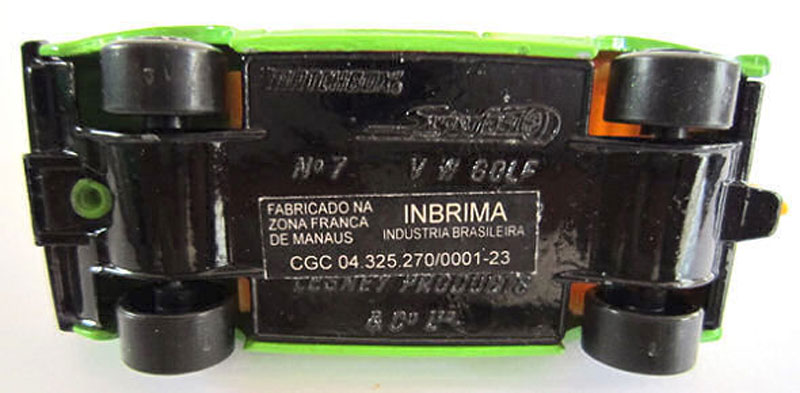 MATCHBOX
Superfast
Nº 7 V W GOLF
FABRICADO NA
ZONA FRANCA
DE MANAUS
INBRIMA
INDUSTRIA BRASILEIRA
CGC 04.325.270/0001-23
LESNEY PRODUCTS
& Cº Lᵗᵈ